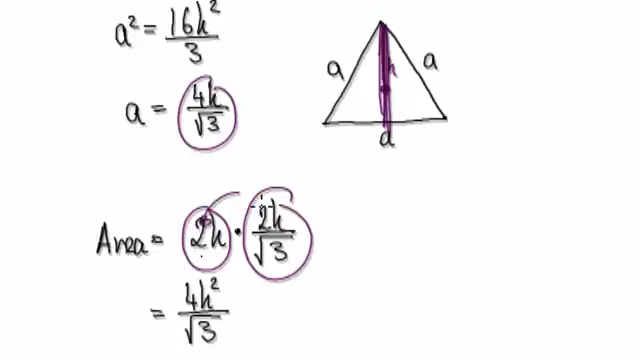 a² = 16h²/3
a = 4h/√3
a
h
a
a
Area = 2h · 2h/√3
= 4h²/√3